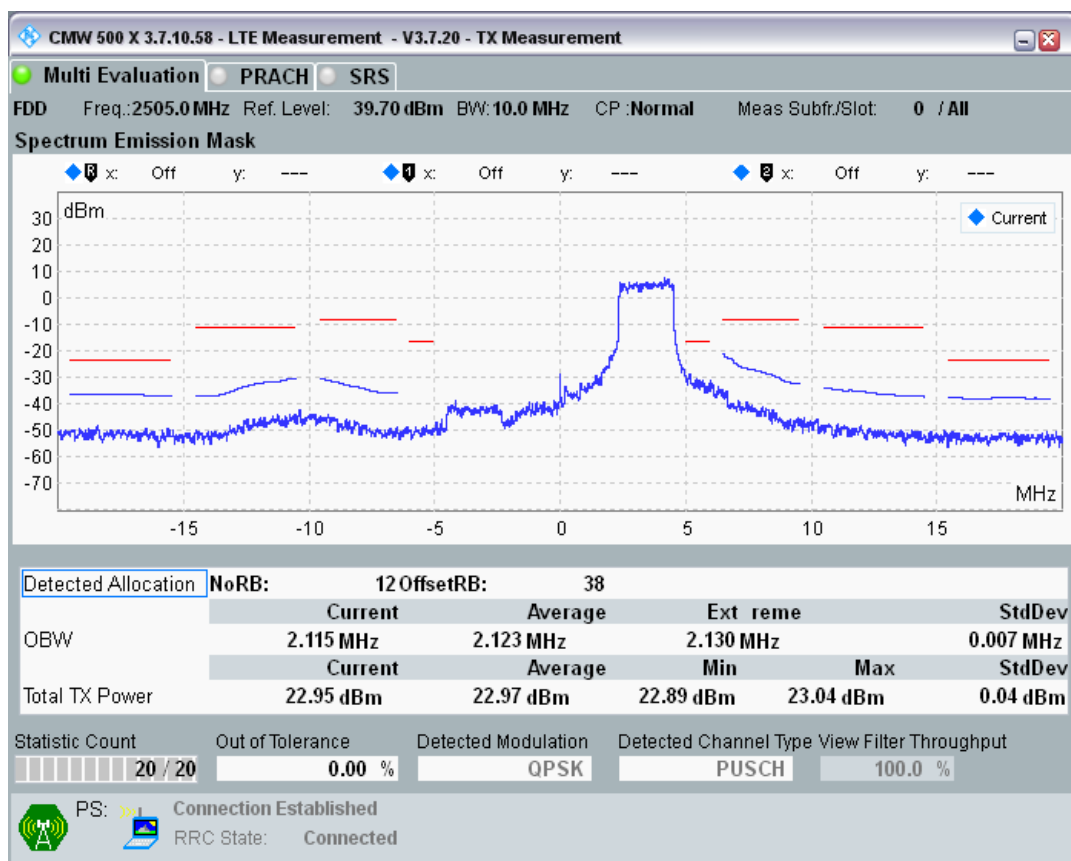 CMW 500 X 3.7.10.58 - LTE Measurement - V3.7.20 - TX Measurement
Multi Evaluation PRACH SRS
FDD Freq.:2505.0 MHz Ref. Level: 39.70 dBm BW: 10.0 MHz CP :Normal Meas Subfr./Slot: 0 / All
Spectrum Emission Mask
R x: Off y: --- 1 x: Off y: --- 2 x: Off y: ---
dBm
Current
30
20
10
0
-10
-20
-30
-40
-50
-60
-70
MHz
-15 -10 -5 0 5 10 15
Detected Allocation NoRB: 12 OffsetRB: 38
Current Average Ext reme StdDev
OBW 2.115 MHz 2.123 MHz 2.130 MHz 0.007 MHz
Current Average Min Max StdDev
Total TX Power 22.95 dBm 22.97 dBm 22.89 dBm 23.04 dBm 0.04 dBm
Statistic Count Out of Tolerance Detected Modulation Detected Channel Type View Filter Throughput
20 / 20 0.00 % QPSK PUSCH 100.0 %
PS: Connection Established
RRC State: Connected